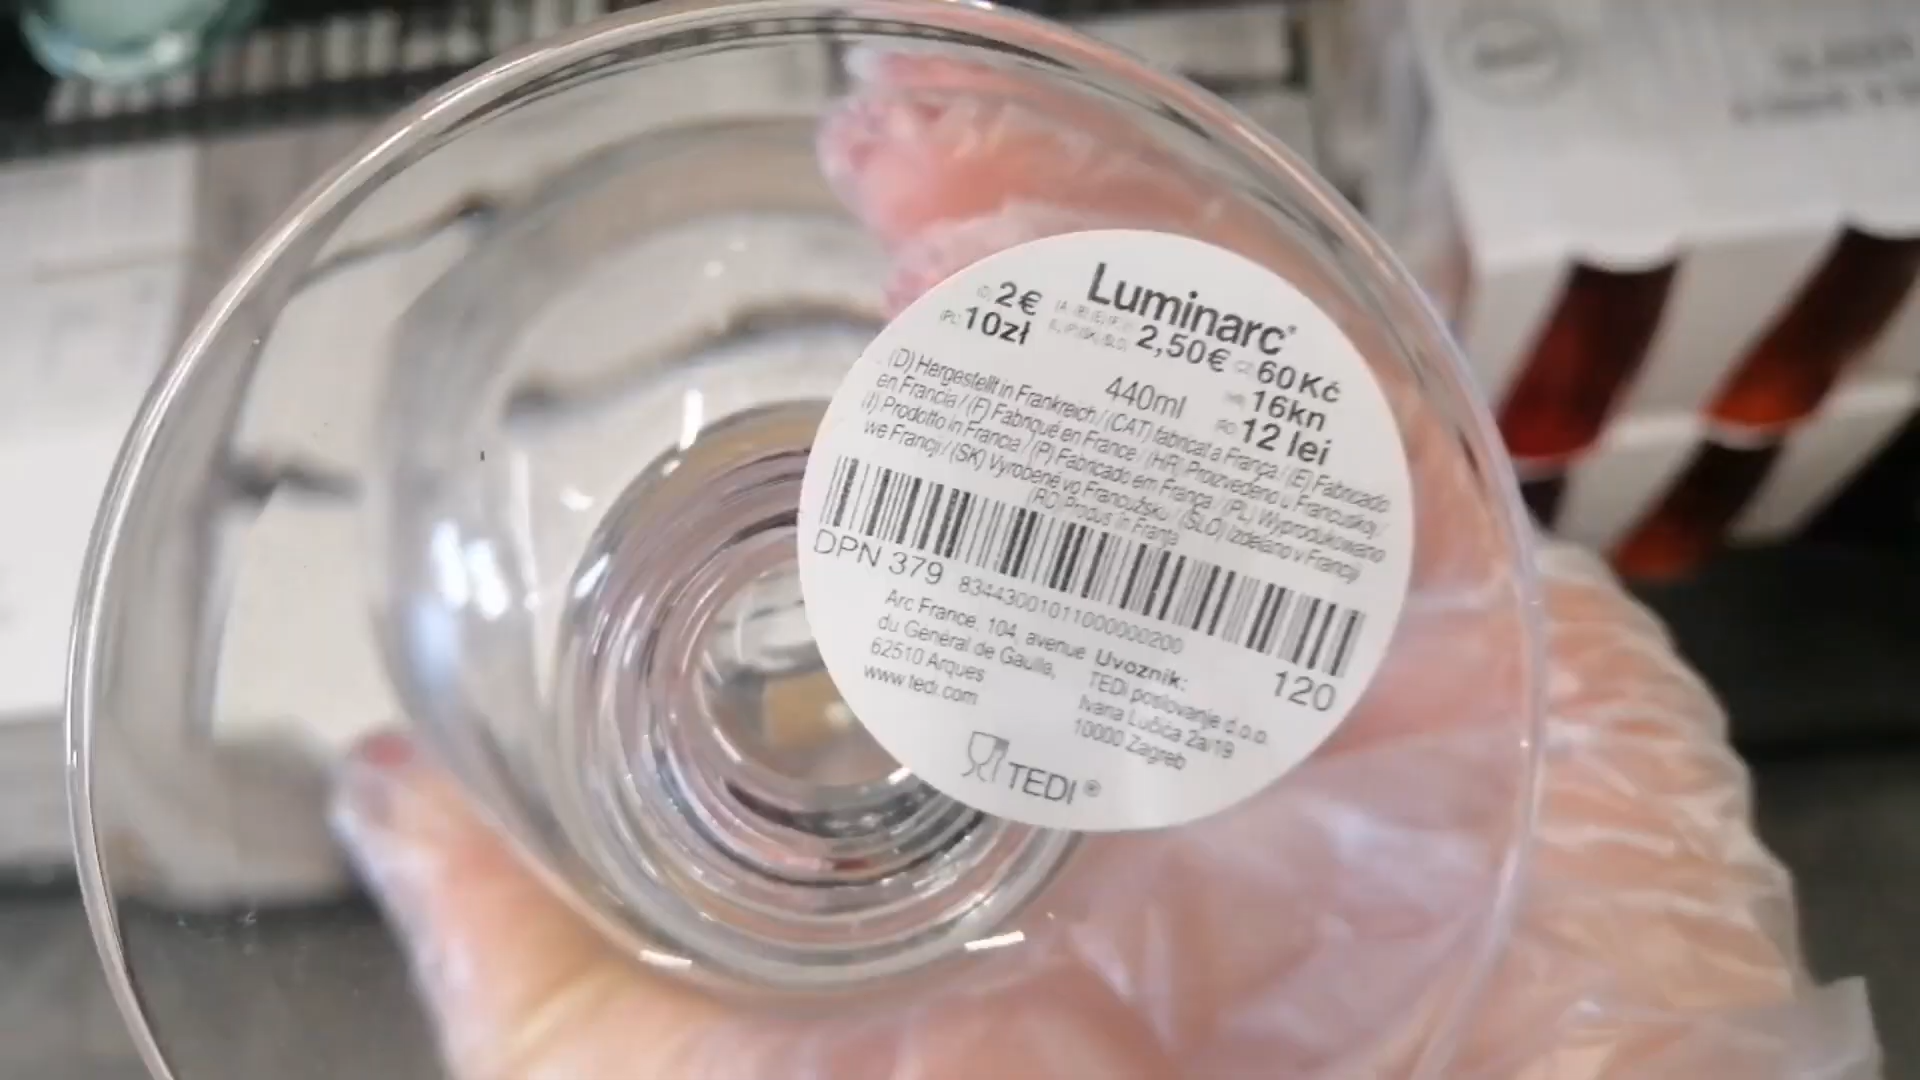 Luminarc®
(D) 2€ 2,50€ (CZ) 60Kč
(PL) 10zł 16kn
440ml (RO) 12 lei
(D) Hergestellt in Frankreich / (CAT) fabricat a França / (E) Fabricado
en Francia / (F) Fabriqué en France / (HR) Proizvedeno u Francuskoj /
(I) Prodotto in Francia / (P) Fabricado em França / (PL) Wyprodukowano
we Francji / (SK) Vyrobené vo Francúzsku / (SLO) Izdelano v Franciji
(RO) Produs in Franța
DPN 379 8344300101100000200 120
Arc France, 104, avenue
du Général de Gaulla,
62510 Arques
www.tedi.com
Uvoznik:
TEDi poslovanje d.o.o.
Ivana Lučića 2a/19
10000 Zagreb
TEDI®